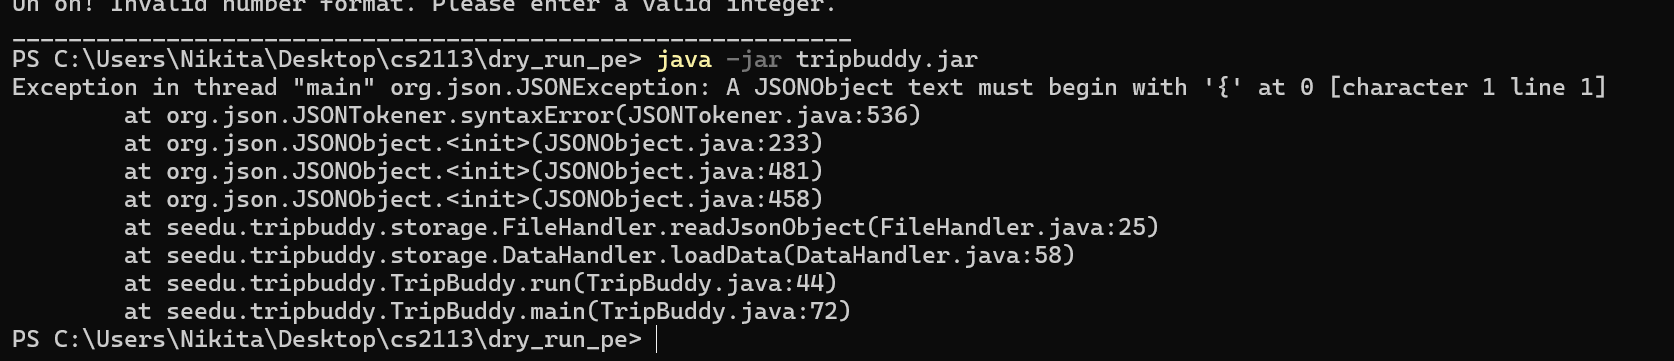 Uh oh! Invalid number format. Please enter a valid integer.
____________________________________________________________
PS C:\Users\Nikita\Desktop\cs2113\dry_run_pe> java -jar tripbuddy.jar
Exception in thread "main" org.json.JSONException: A JSONObject text must begin with '{' at 0 [character 1 line 1]
        at org.json.JSONTokener.syntaxError(JSONTokener.java:536)
        at org.json.JSONObject.<init>(JSONObject.java:233)
        at org.json.JSONObject.<init>(JSONObject.java:481)
        at org.json.JSONObject.<init>(JSONObject.java:458)
        at seedu.tripbuddy.storage.FileHandler.readJsonObject(FileHandler.java:25)
        at seedu.tripbuddy.storage.DataHandler.loadData(DataHandler.java:58)
        at seedu.tripbuddy.TripBuddy.run(TripBuddy.java:44)
        at seedu.tripbuddy.TripBuddy.main(TripBuddy.java:72)
PS C:\Users\Nikita\Desktop\cs2113\dry_run_pe>